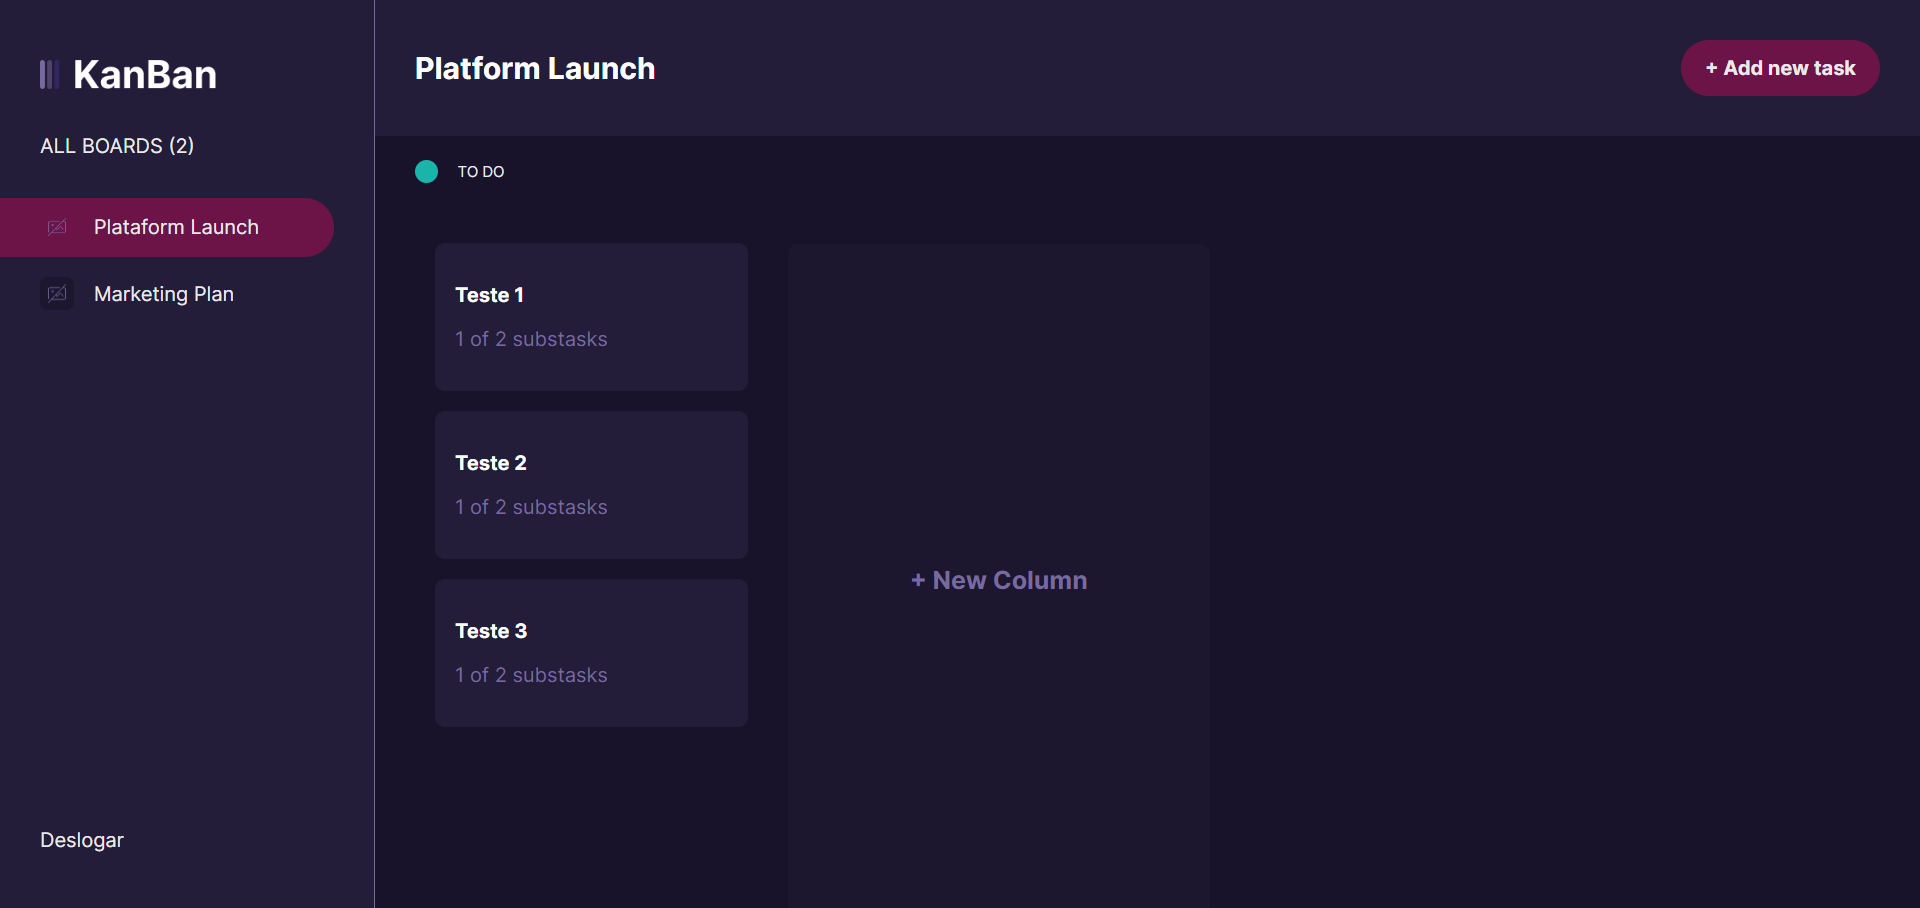 KanBan
ALL BOARDS (2)
Plataform Launch
Marketing Plan
Deslogar
Platform Launch
+ Add new task
TO DO
Teste 1
1 of 2 substasks
Teste 2
1 of 2 substasks
Teste 3
1 of 2 substasks
+ New Column